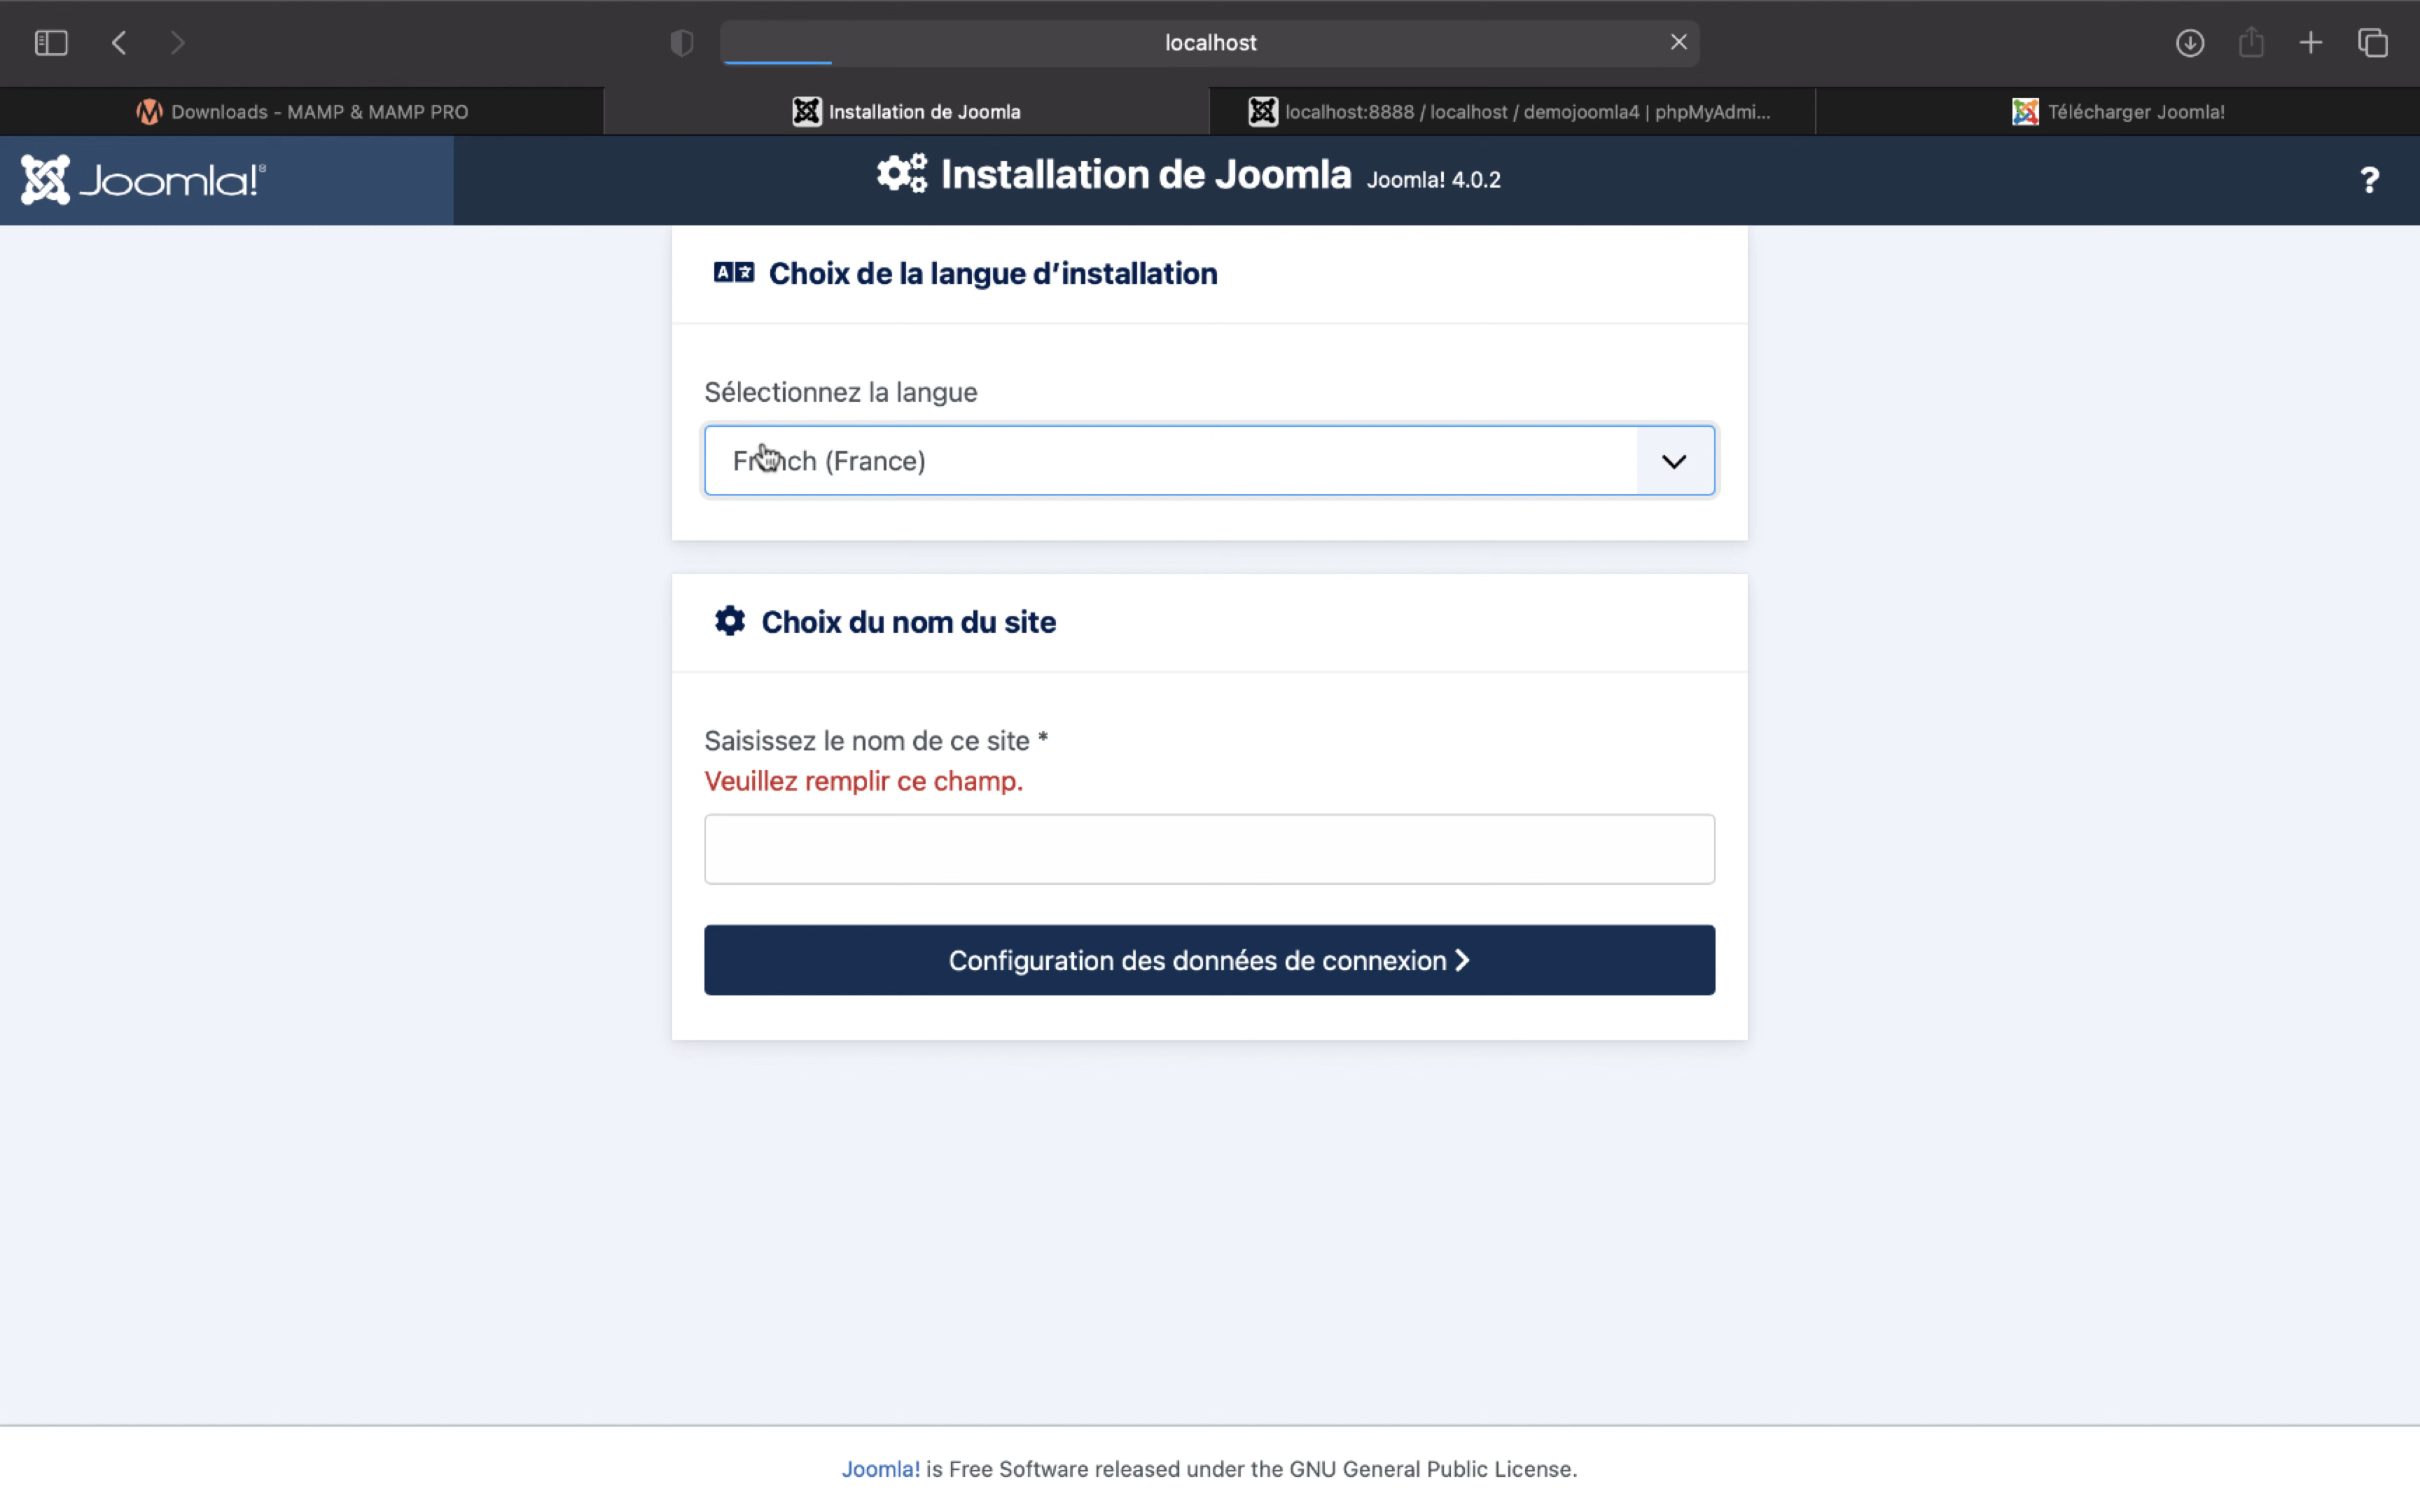 localhost
Downloads - MAMP & MAMP PRO
Installation de Joomla
localhost:8888 / localhost / demojoomla4 | phpMyAdmi...
Télécharger Joomla!
Joomla!®
Installation de Joomla Joomla! 4.0.2
?
Choix de la langue d’installation
Sélectionnez la langue
French (France)
Choix du nom du site
Saisissez le nom de ce site *
Veuillez remplir ce champ.
Configuration des données de connexion
Joomla! is Free Software released under the GNU General Public License.